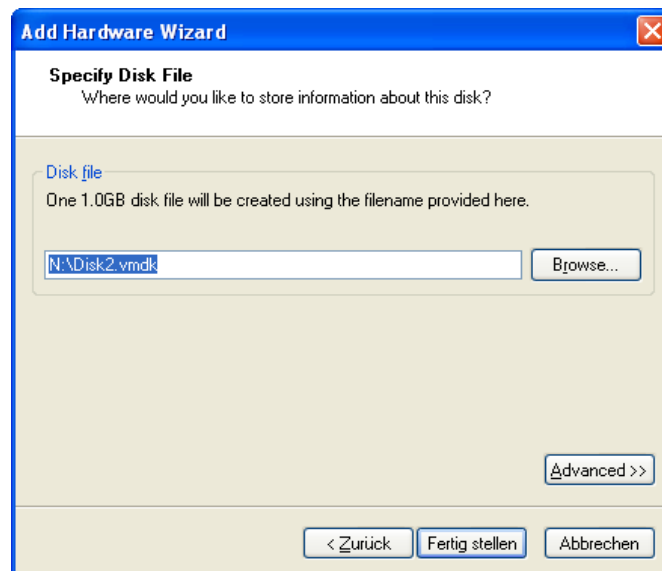 Add Hardware Wizard
Specify Disk File
Where would you like to store information about this disk?
Disk file
One 1.0GB disk file will be created using the filename provided here.
N:\Disk2.vmdk
Browse...
Advanced >>
< Zurück
Fertig stellen
Abbrechen